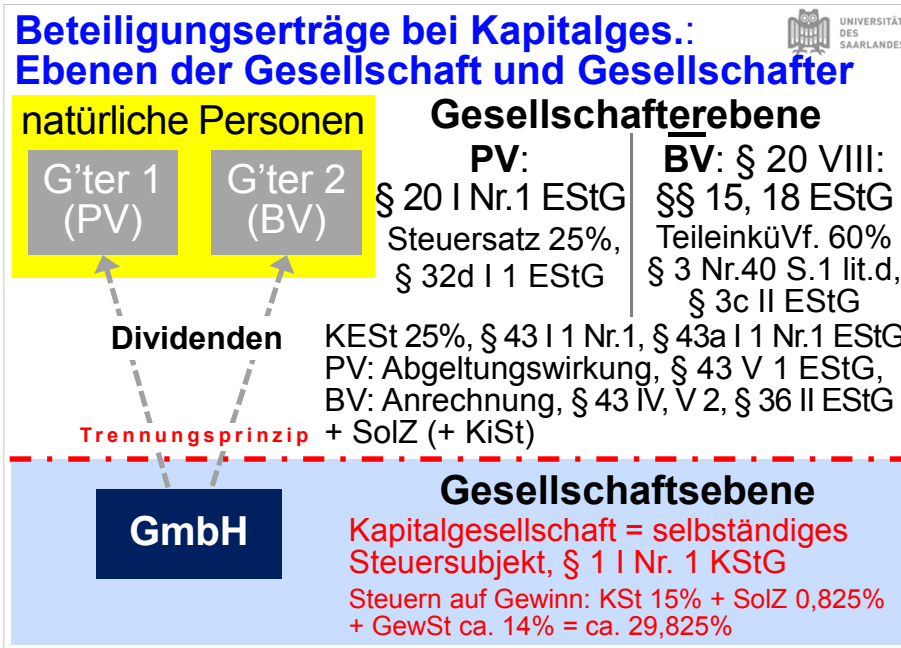 Beteiligungserträge bei Kapitalges.:
Ebenen der Gesellschaft und Gesellschafter
UNIVERSITÄT
DES
SAARLANDES
natürliche Personen
G'ter 1
(PV)
G'ter 2
(BV)
Dividenden
Trennungsprinzip
Gesellschafterebene
PV:
§ 20 I Nr.1 EStG
Steuersatz 25%,
§ 32d I 1 EStG
BV: § 20 VIII:
§§ 15, 18 EStG
TeileinküVf. 60%
§ 3 Nr.40 S.1 lit.d,
§ 3c II EStG
KESt 25%, § 43 I 1 Nr.1, § 43a I 1 Nr.1 EStG
PV: Abgeltungswirkung, § 43 V 1 EStG,
BV: Anrechnung, § 43 IV, V 2, § 36 II EStG
+ SolZ (+ KiSt)
GmbH
Gesellschaftsebene
Kapitalgesellschaft = selbständiges
Steuersubjekt, § 1 I Nr. 1 KStG
Steuern auf Gewinn: KSt 15% + SolZ 0,825%
+ GewSt ca. 14% = ca. 29,825%